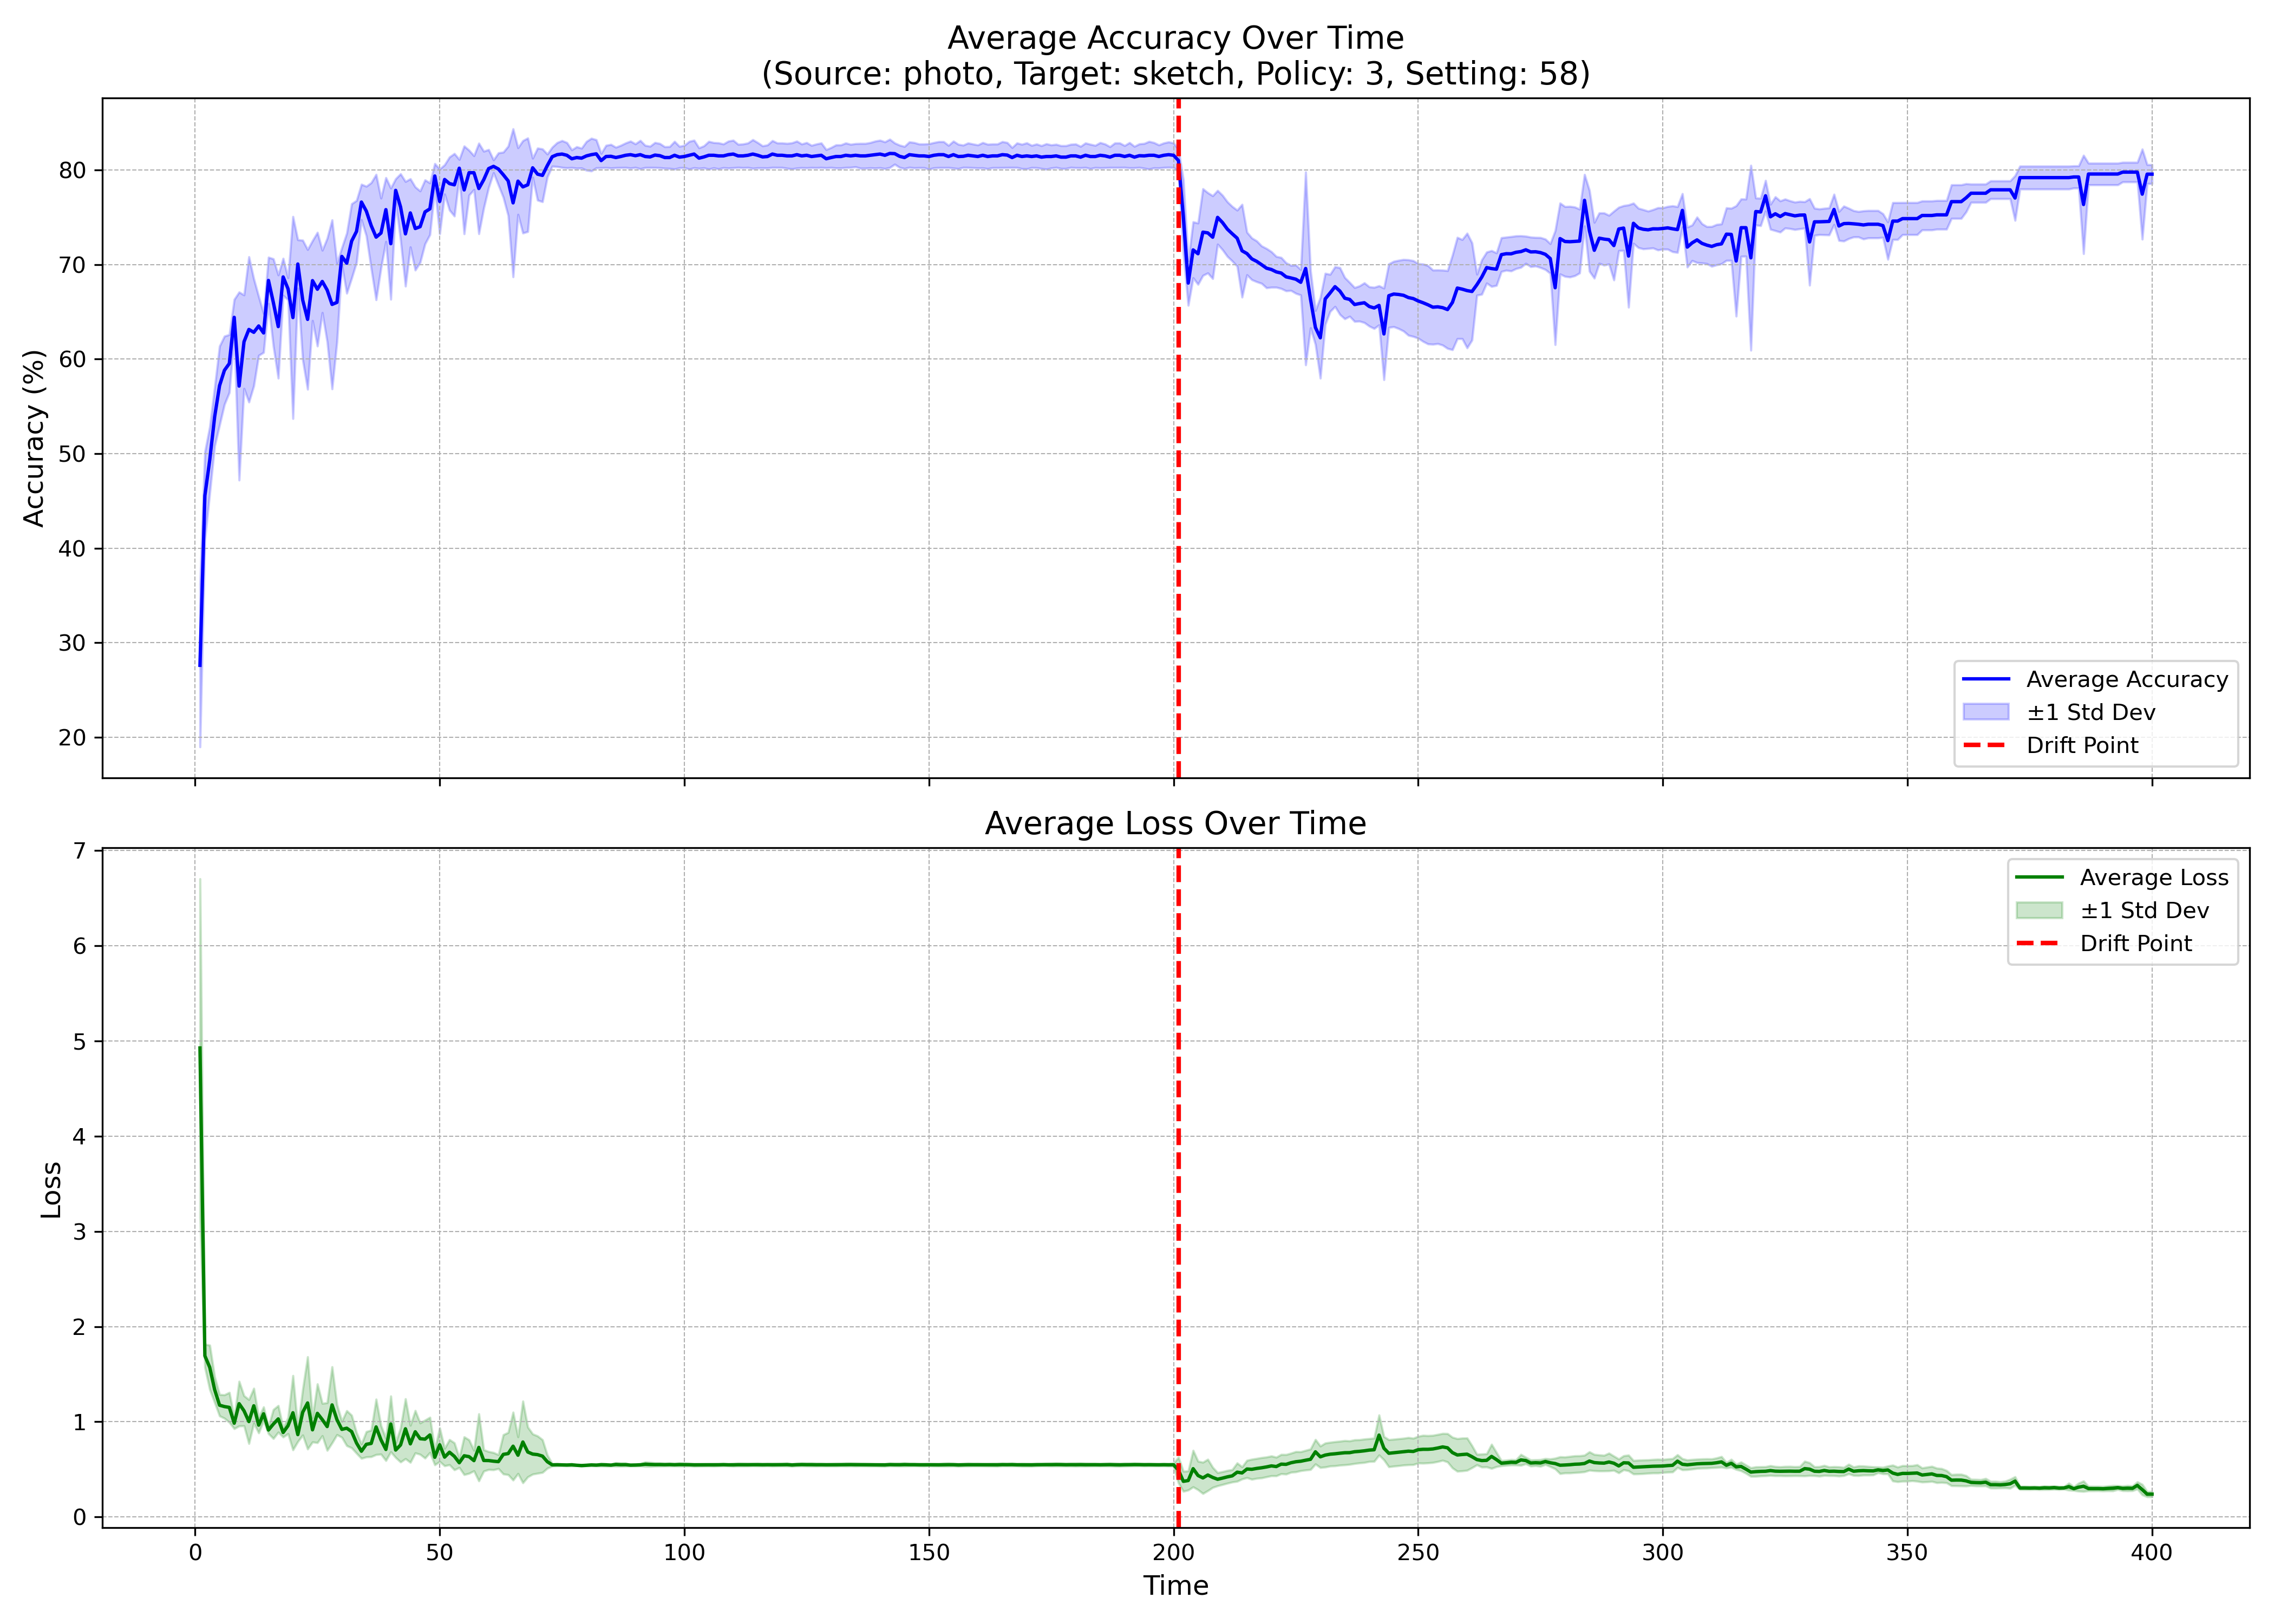 Average Accuracy Over Time
(Source: photo, Target: sketch, Policy: 3, Setting: 58)
Accuracy (%)
80
70
60
50
40
30
20
Average Accuracy
±1 Std Dev
Drift Point
Average Loss Over Time
Loss
7
6
5
4
3
2
1
0
Average Loss
±1 Std Dev
Drift Point
0 50 100 150 200 250 300 350 400
Time